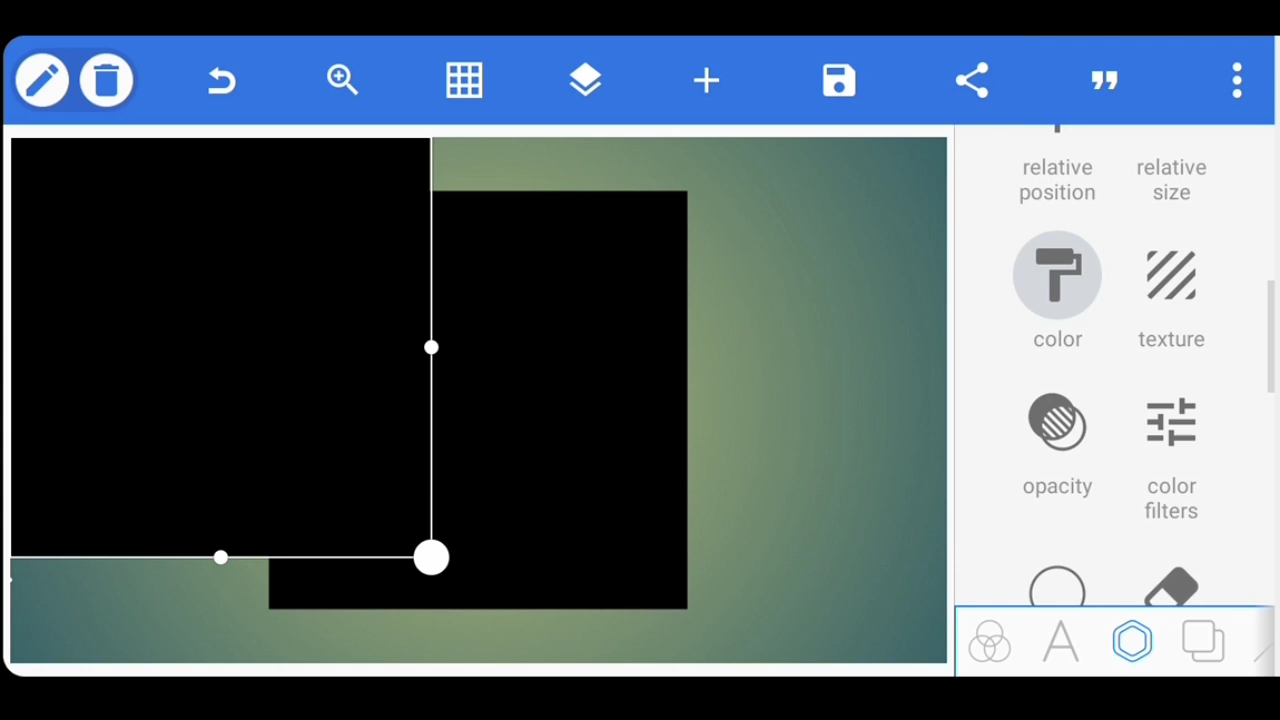 relative relative
position size
color texture
opacity color
filters